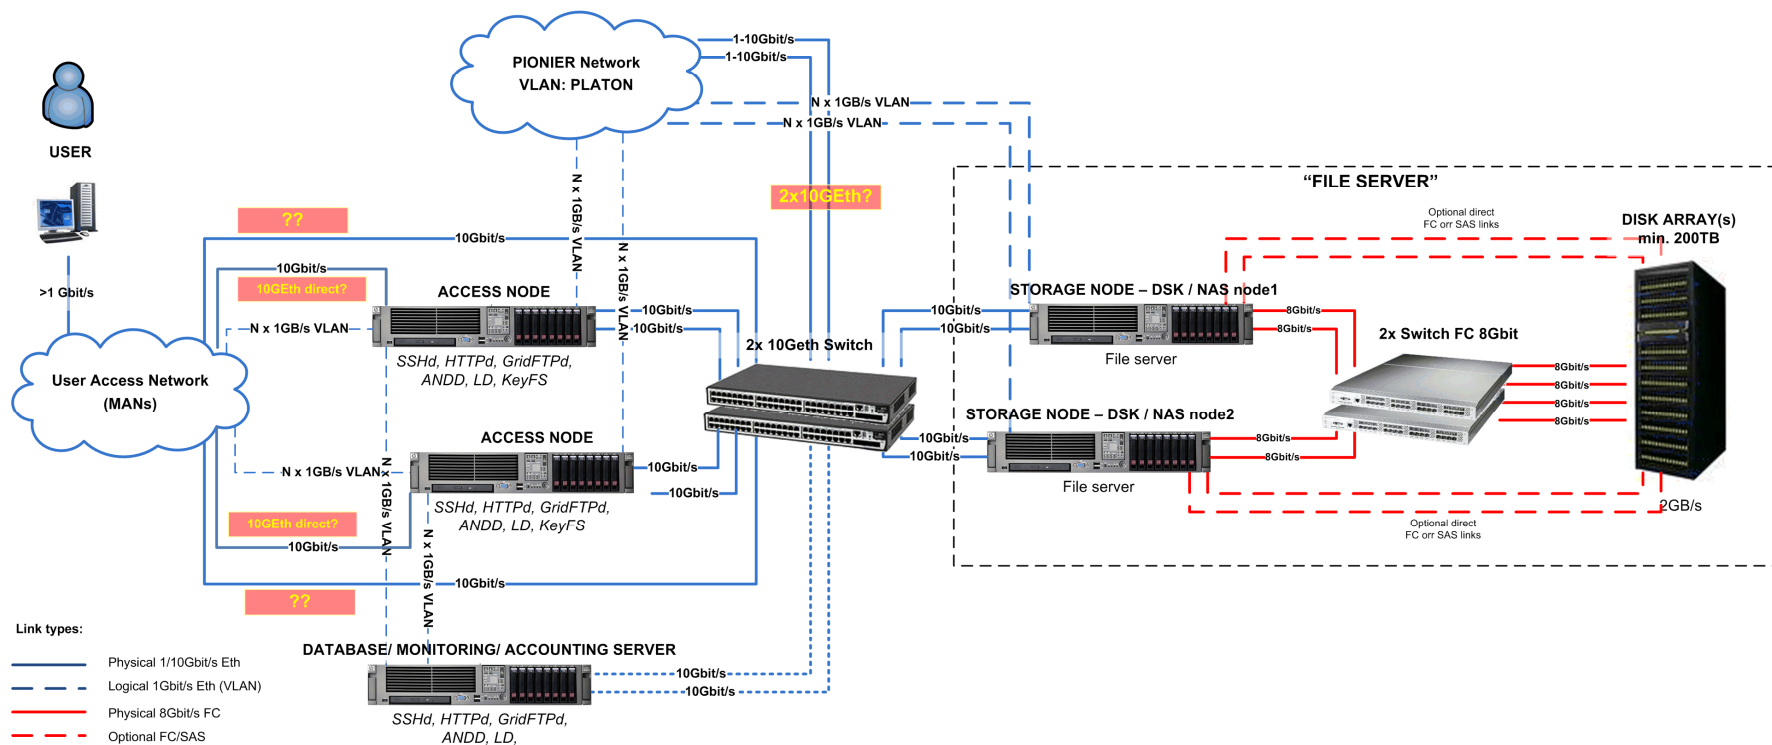 PIONIER Network
VLAN: PLATON
1-10Gbit/s
1-10Gbit/s
N x 1GB/s VLAN
N x 1GB/s VLAN
USER
>1 Gbit/s
User Access Network
(MANs)
??
10Gbit/s
10Gbit/s
10GEth direct?
N x 1GB/s VLAN
N x 1GB/s VLAN
N x 1GB/s VLAN
2x10GEth?
ACCESS NODE
10Gbit/s
10Gbit/s
SSHd, HTTPd, GridFTPd,
ANDD, LD, KeyFS
2x 10Geth Switch
ACCESS NODE
N x 1GB/s VLAN
10Gbit/s
10Gbit/s
SSHd, HTTPd, GridFTPd,
ANDD, LD, KeyFS
10GEth direct?
10Gbit/s
N x 1GB/s VLAN
N x 1GB/s VLAN
10Gbit/s
??
DATABASE/ MONITORING/ ACCOUNTING SERVER
10Gbit/s
10Gbit/s
SSHd, HTTPd, GridFTPd,
ANDD, LD,
“FILE SERVER”
Optional direct
FC orr SAS links
DISK ARRAY(s)
min. 200TB
STORAGE NODE – DSK / NAS node1
10Gbit/s
10Gbit/s
8Gbit/s
8Gbit/s
File server
2x Switch FC 8Gbit
8Gbit/s
8Gbit/s
8Gbit/s
8Gbit/s
STORAGE NODE – DSK / NAS node2
10Gbit/s
10Gbit/s
8Gbit/s
8Gbit/s
File server
2GB/s
Optional direct
FC orr SAS links
Link types:
Physical 1/10Gbit/s Eth
Logical 1Gbit/s Eth (VLAN)
Physical 8Gbit/s FC
Optional FC/SAS